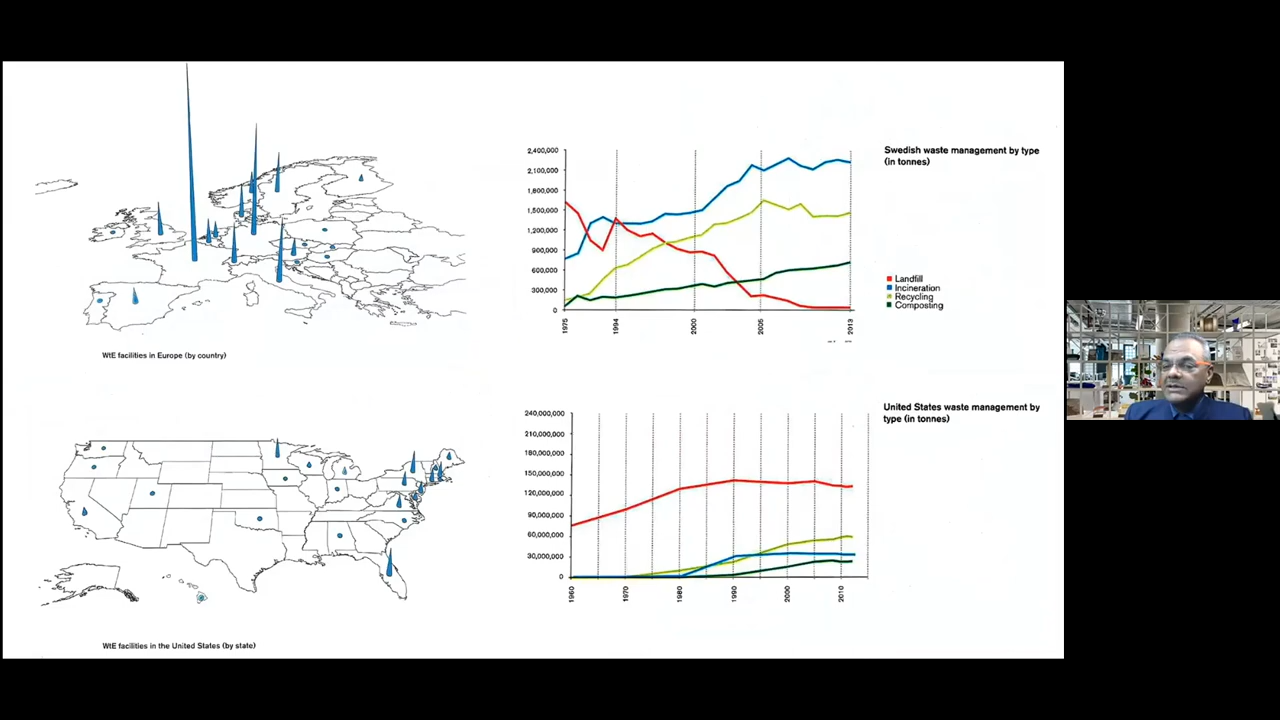 Swedish waste management by type
(in tonnes)
2,400,000
2,100,000
1,800,000
1,500,000
1,200,000
900,000
600,000
300,000
0
1975
1994
2000
2005
2013
Landfill
Incineration
Recycling
Composting
WtE facilities in Europe (by country)
United States waste management by
type (in tonnes)
240,000,000
210,000,000
150,000,000
120,000,000
90,000,000
60,000,000
30,000,000
0
1960
1970
1980
1990
2000
2010
WtE facilities in the United States (by state)